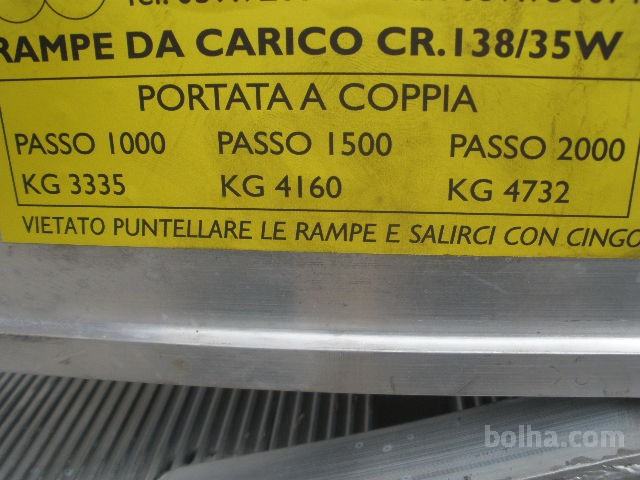 RAMPE DA CARICO CR.138/35W
PORTATA A COPPIA
PASSO 1000 PASSO 1500 PASSO 2000
KG 3335 KG 4160 KG 4732
VIETATO PUNTELLARE LE RAMPE E SALIRCI CON CINGO
bolha.com